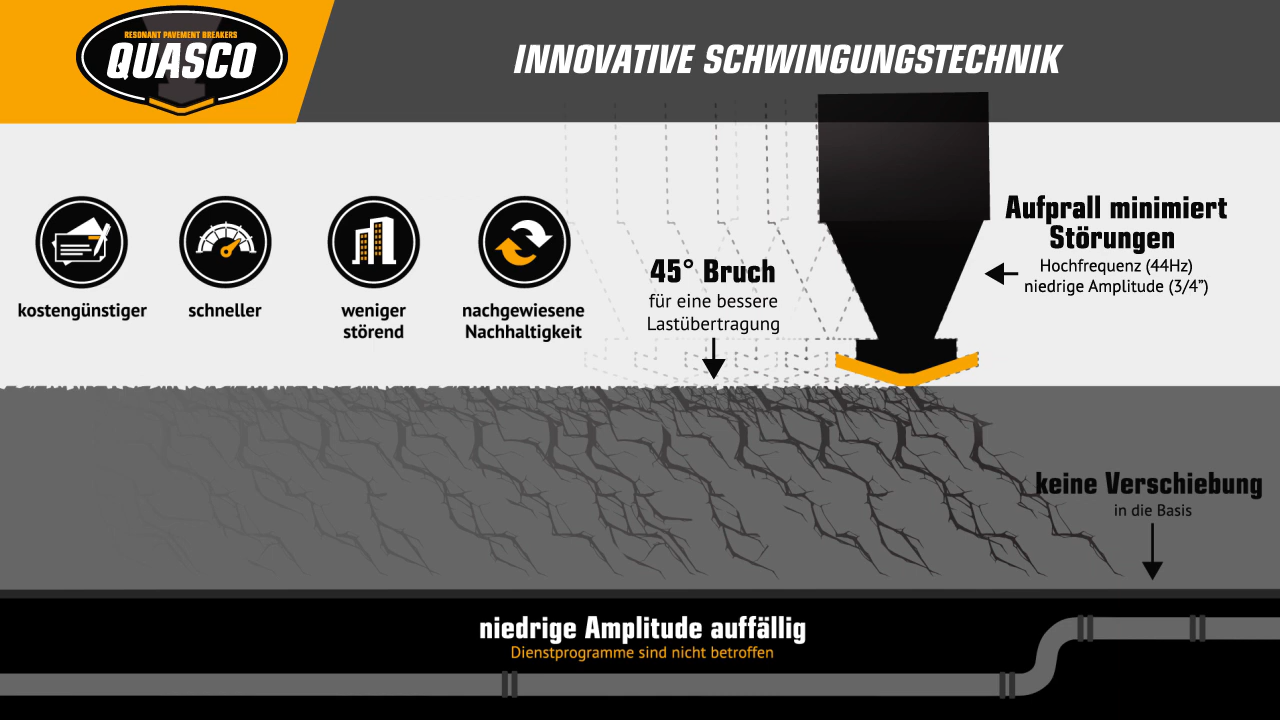 RESONANT PAVEMENT BREAKERS
QUASCO
INNOVATIVE SCHWINGUNGSTECHNIK
kostengünstiger
schneller
weniger
störend
nachgewiesene
Nachhaltigkeit
45° Bruch
für eine bessere
Lastübertragung
Aufprall minimiert
Störungen
Hochfrequenz (44Hz)
niedrige Amplitude (3/4”)
keine Verschiebung
in die Basis
niedrige Amplitude auffällig
Dienstprogramme sind nicht betroffen